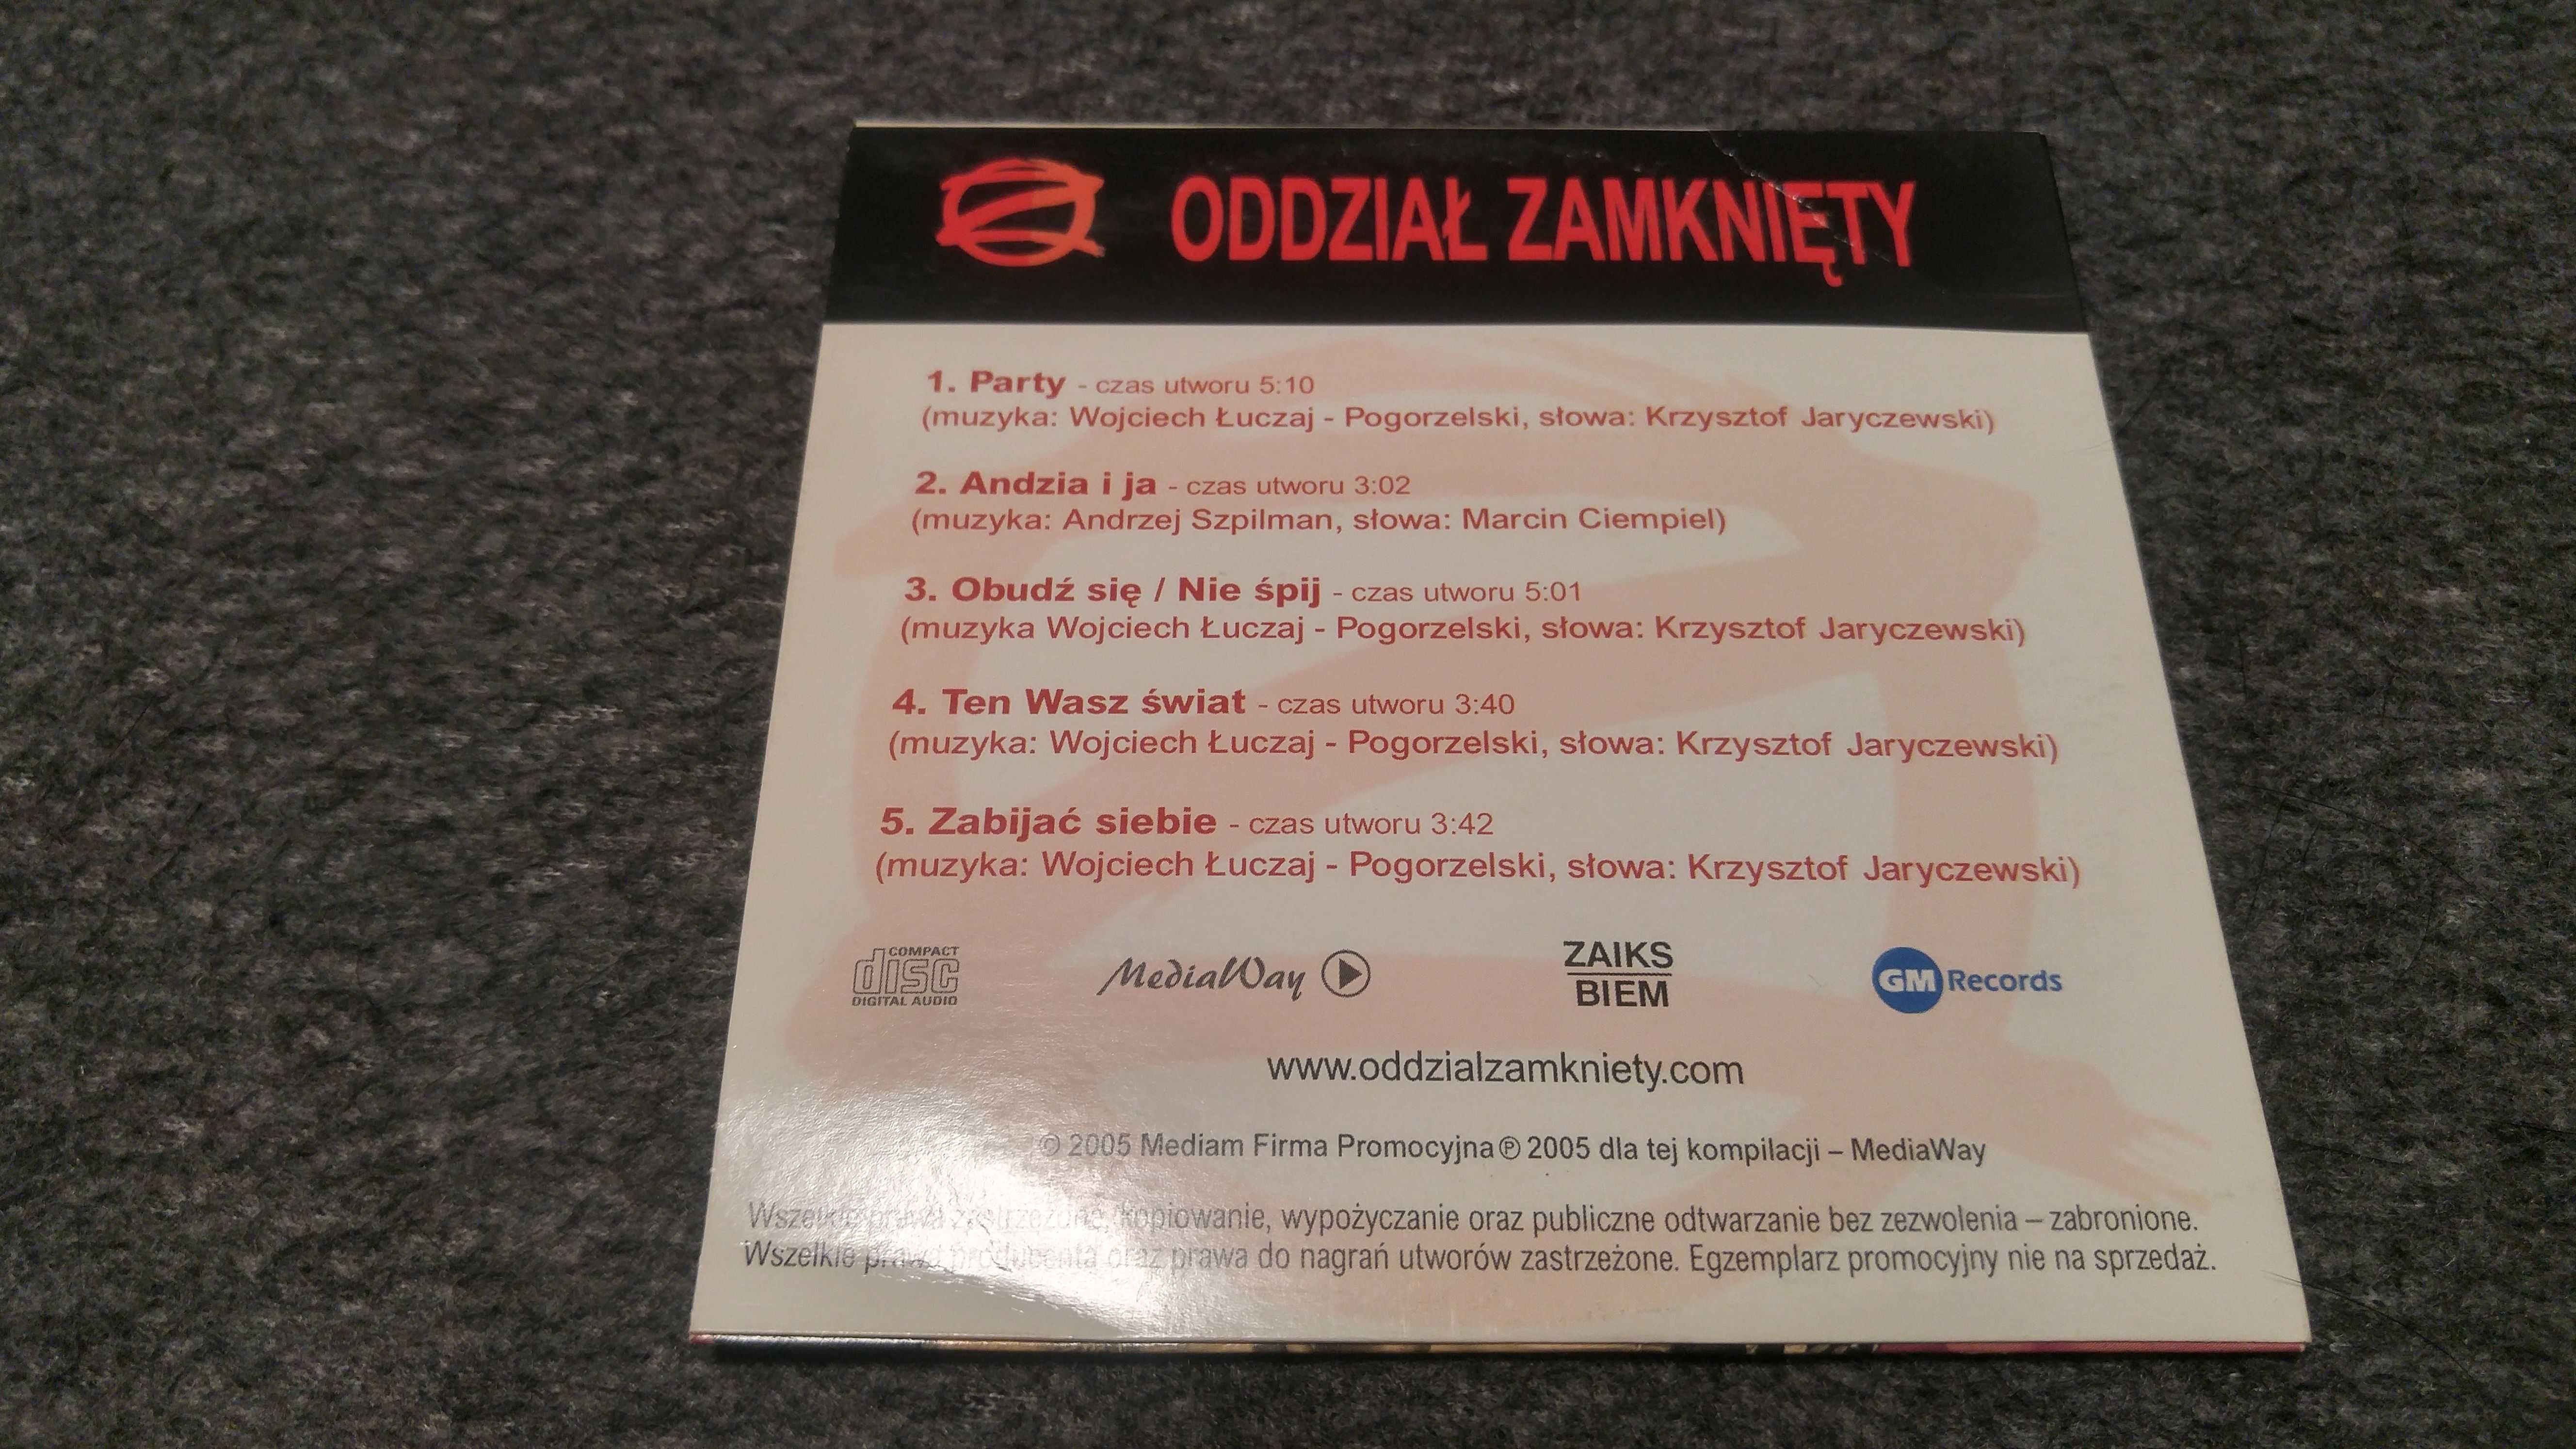 ODDZIAŁ ZAMKNIĘTY
1. Party - czas utworu 5:10
(muzyka: Wojciech Łuczaj - Pogorzelski, słowa: Krzysztof Jaryczewski)
2. Andzia i ja - czas utworu 3:02
(muzyka: Andrzej Szpilman, słowa: Marcin Ciempiel)
3. Obudź się / Nie śpij - czas utworu 5:01
(muzyka Wojciech Łuczaj - Pogorzelski, słowa: Krzysztof Jaryczewski)
4. Ten Wasz świat - czas utworu 3:40
(muzyka: Wojciech Łuczaj - Pogorzelski, słowa: Krzysztof Jaryczewski)
5. Zabijać siebie - czas utworu 3:42
(muzyka: Wojciech Łuczaj - Pogorzelski, słowa: Krzysztof Jaryczewski)
COMPACT
disc
DIGITAL AUDIO
MediaWay
ZAIKS
BIEM
GM Records
www.oddzialzamkniety.com
© 2005 Mediam Firma Promocyjna ℗ 2005 dla tej kompilacji – MediaWay
Wszelkie prawa zastrzeżone, kopiowanie, wypożyczanie oraz publiczne odtwarzanie bez zezwolenia – zabronione.
Wszelkie prawa producenta oraz prawa do nagrań utworów zastrzeżone. Egzemplarz promocyjny nie na sprzedaż.